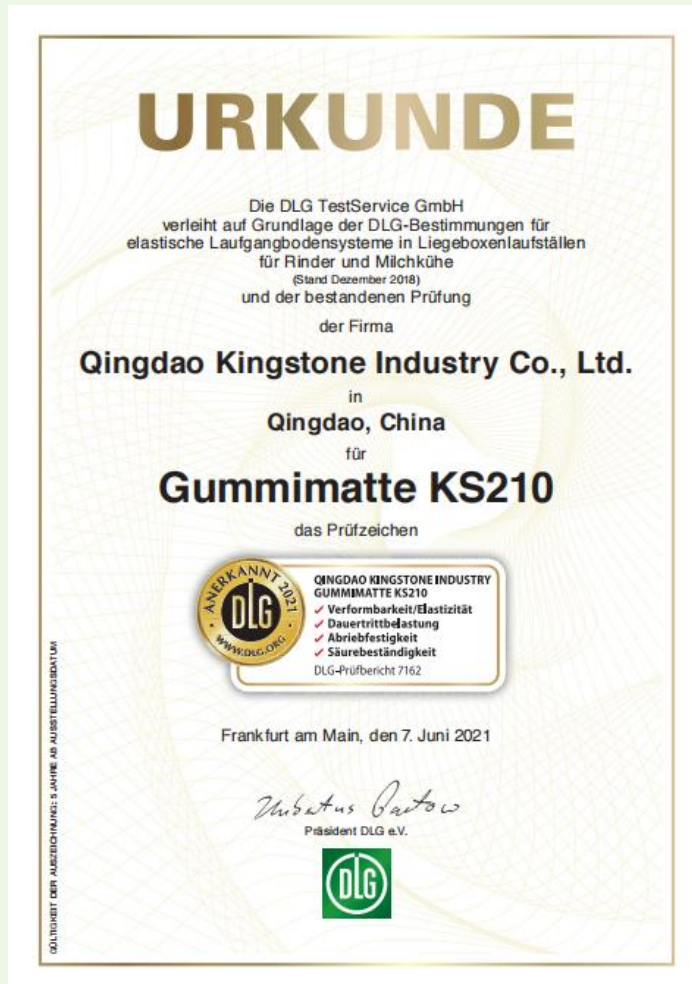 URKUNDE
Die DLG TestService GmbH
verleiht auf Grundlage der DLG-Bestimmungen für
elastische Laufgangbodensysteme in Liegeboxenlaufställen
für Rinder und Milchkühe
(Stand Dezember 2018)
und der bestandenen Prüfung
der Firma
Qingdao Kingstone Industry Co., Ltd.
in
Qingdao, China
für
Gummimatte KS210
das Prüfzeichen
ANERKANNT 2021
DLG
WWW.DLG.ORG
QINGDAO KINGSTONE INDUSTRY
GUMMIMATTE KS210
✓ Verformbarkeit/Elastizität
✓ Dauertrittbelastung
✓ Abriebfestigkeit
✓ Säurebeständigkeit
DLG-Prüfbericht 7162
Frankfurt am Main, den 7. Juni 2021
Hubertus Paetow
Präsident DLG e.V.
DLG
GÜLTIGKEIT DER AUSZEICHNUNG: 5 JAHRE AB AUSSTELLUNGSDATUM